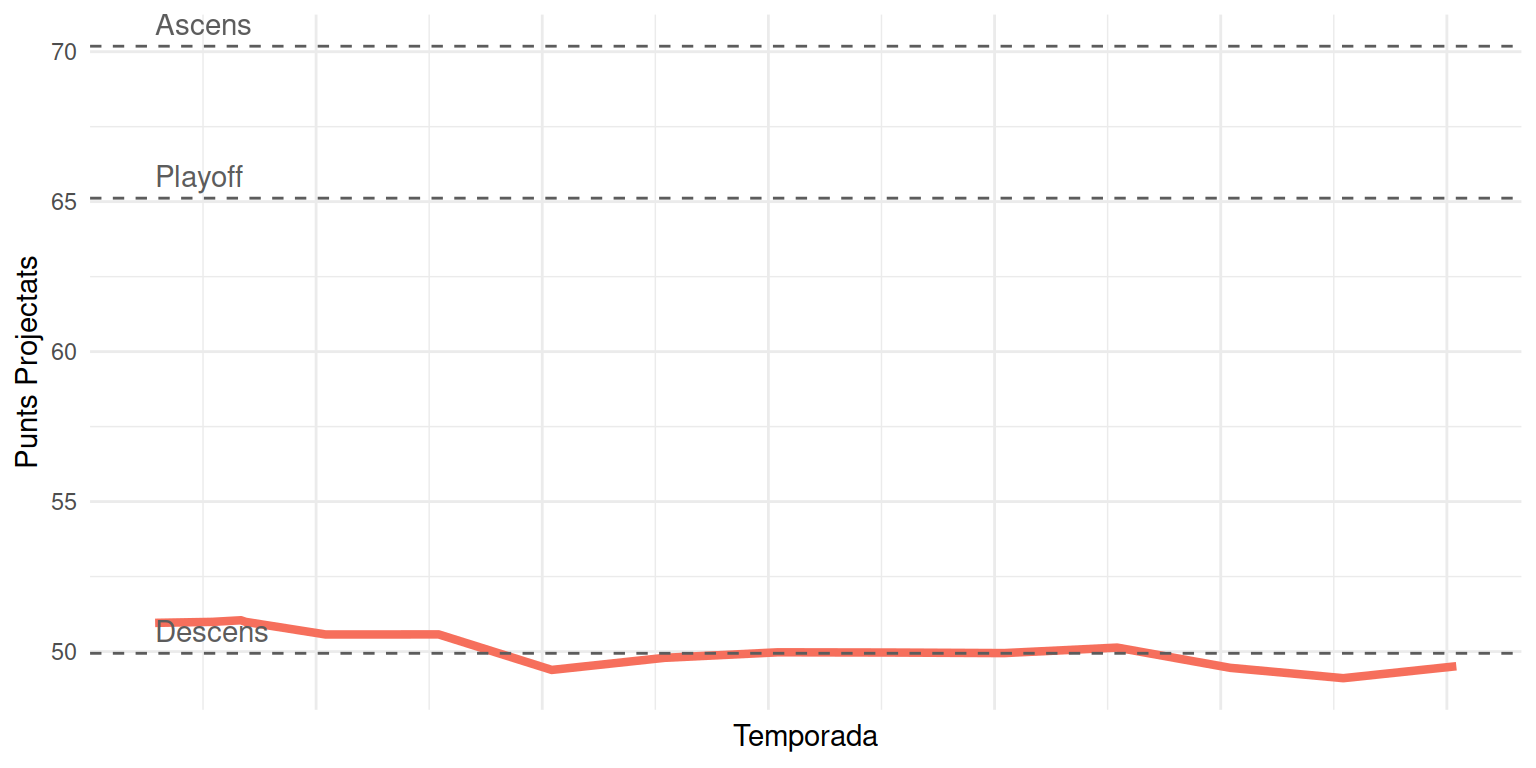 Ascens
70
Playoff
65
Punts Projectats
60
55
Descens
50
Temporada